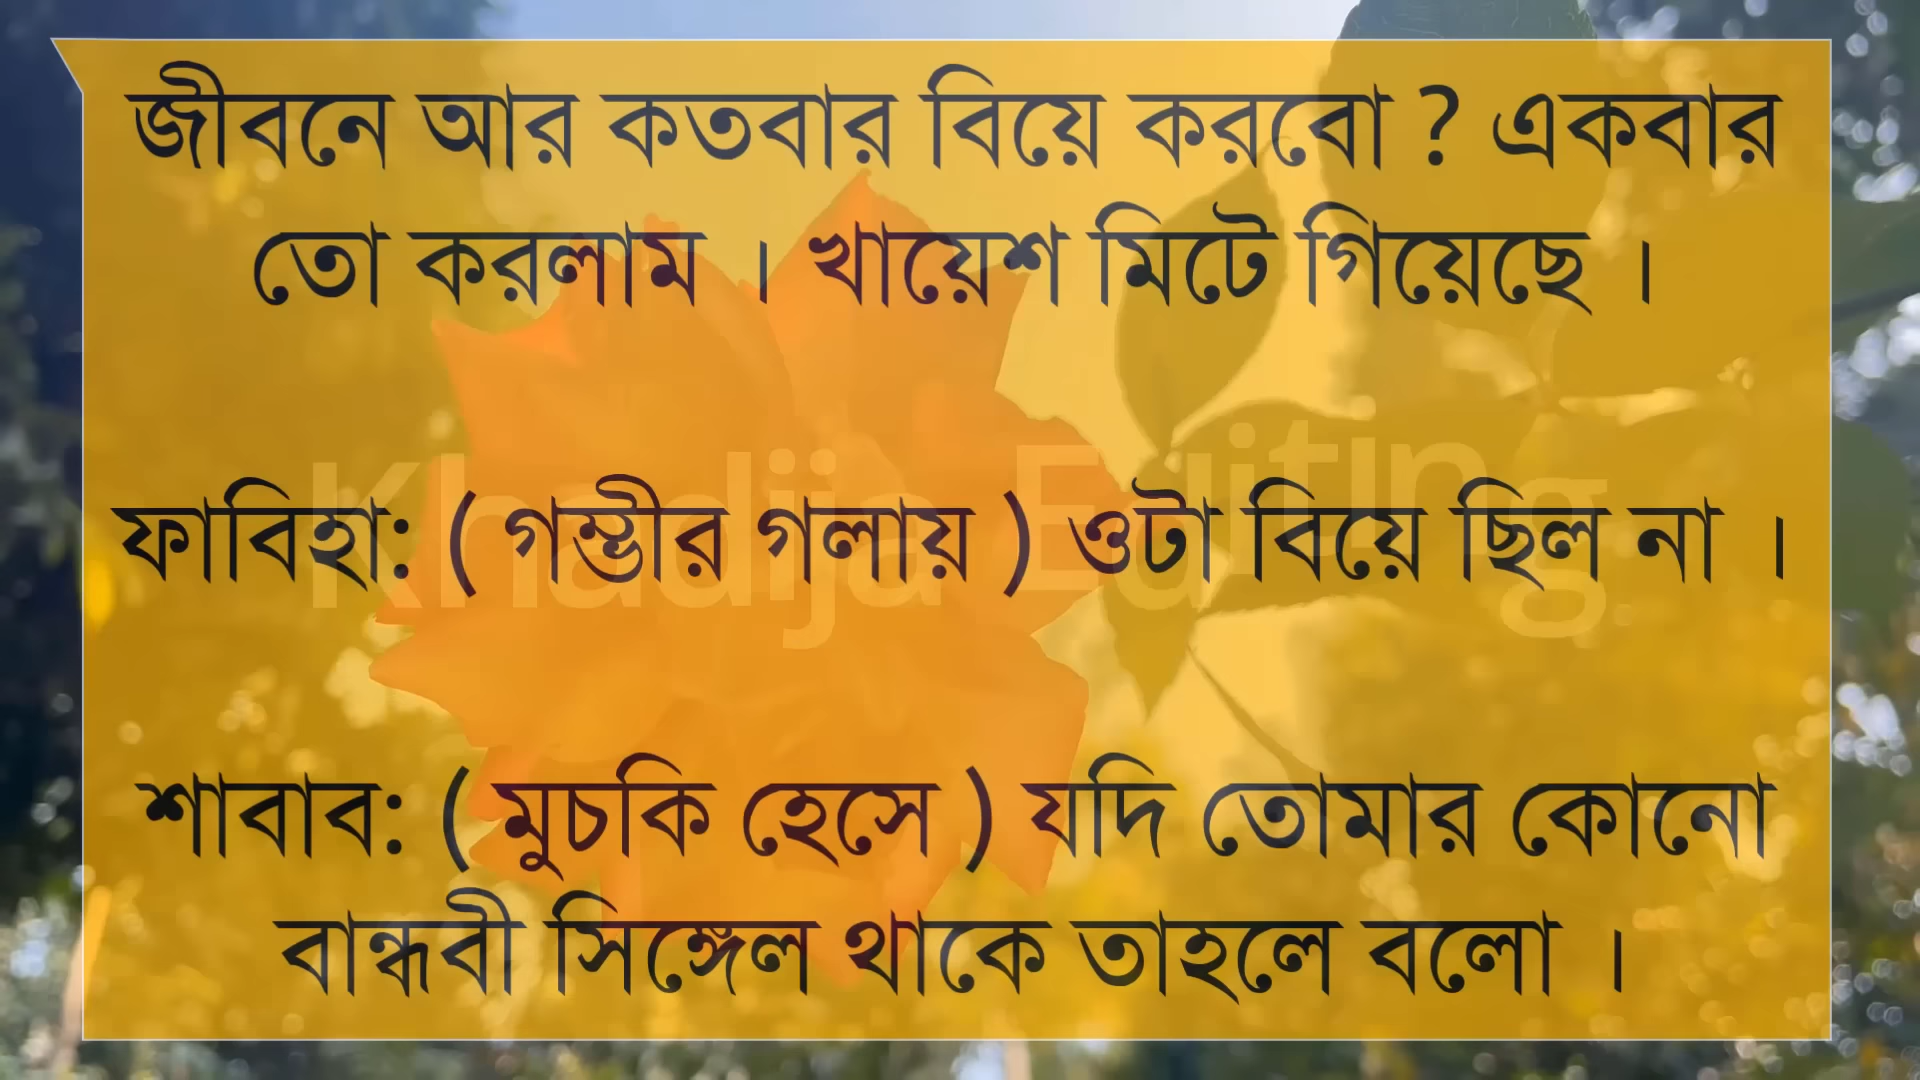 জীবনে আর কতবার বিয়ে করবো ? একবার
তো করলাম । খায়েশ মিটে গিয়েছে ।
ফাবিহা: ( গম্ভীর গলায় ) ওটা বিয়ে ছিল না ।
Khadija Editing
শাবাব: ( মুচকি হেসে ) যদি তোমার কোনো
বান্ধবী সিঙ্গেল থাকে তাহলে বলো ।